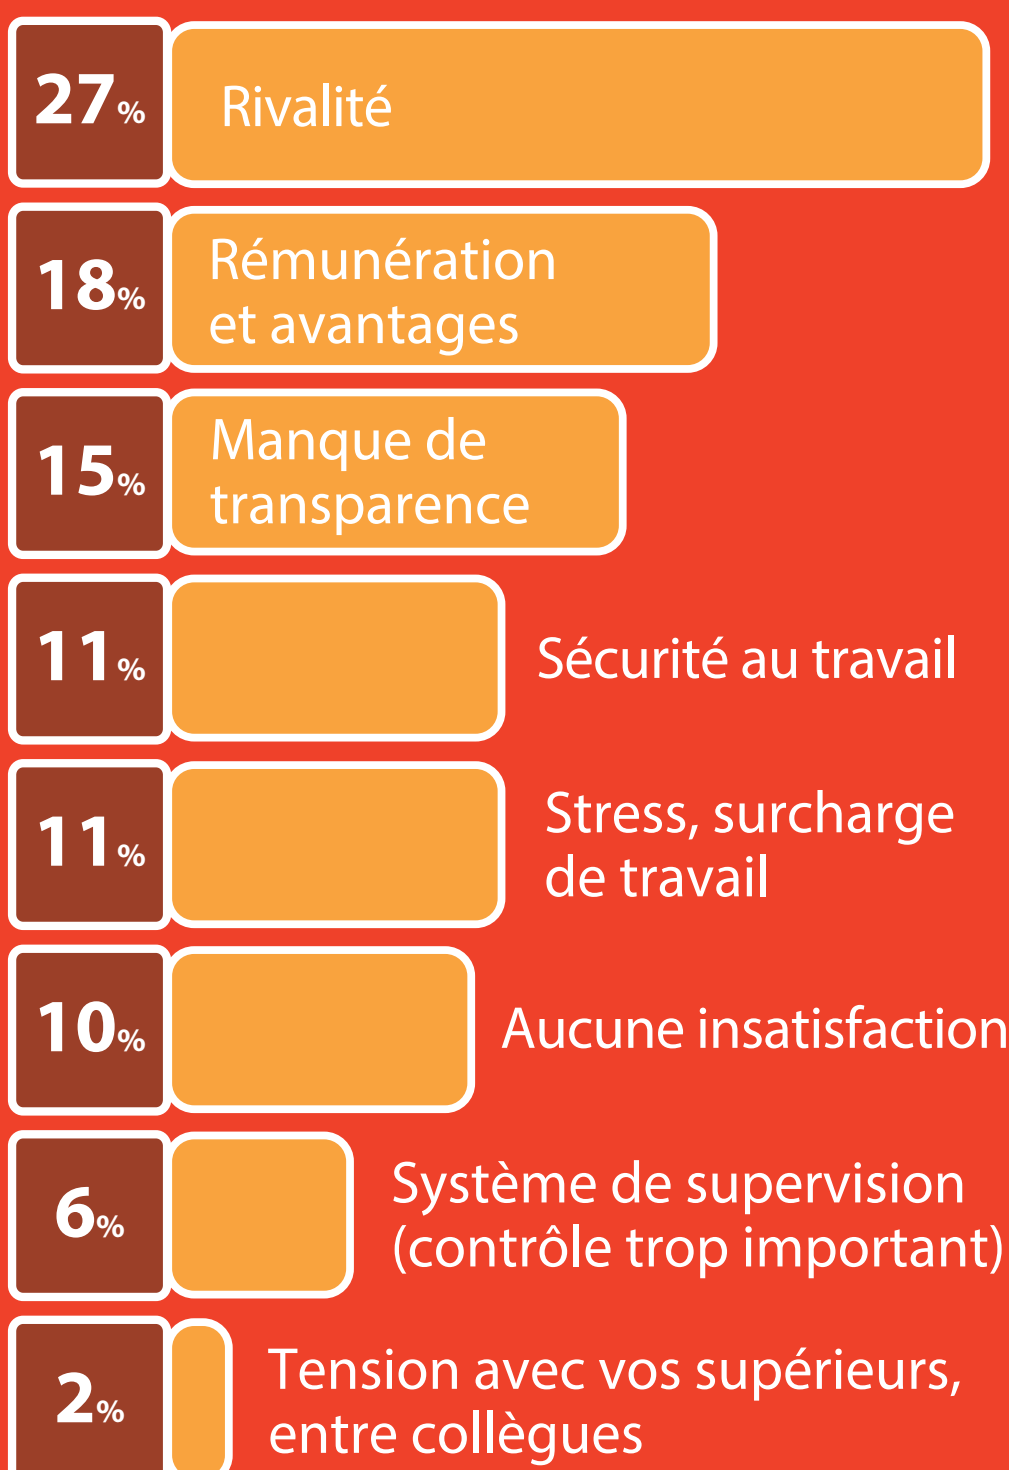 27%
Rivalité
18%
Rémunération
et avantages
15%
Manque de
transparence
11%
Sécurité au travail
11%
Stress, surcharge
de travail
10%
Aucune insatisfaction
6%
Système de supervision
(contrôle trop important)
2%
Tension avec vos supérieurs,
entre collègues